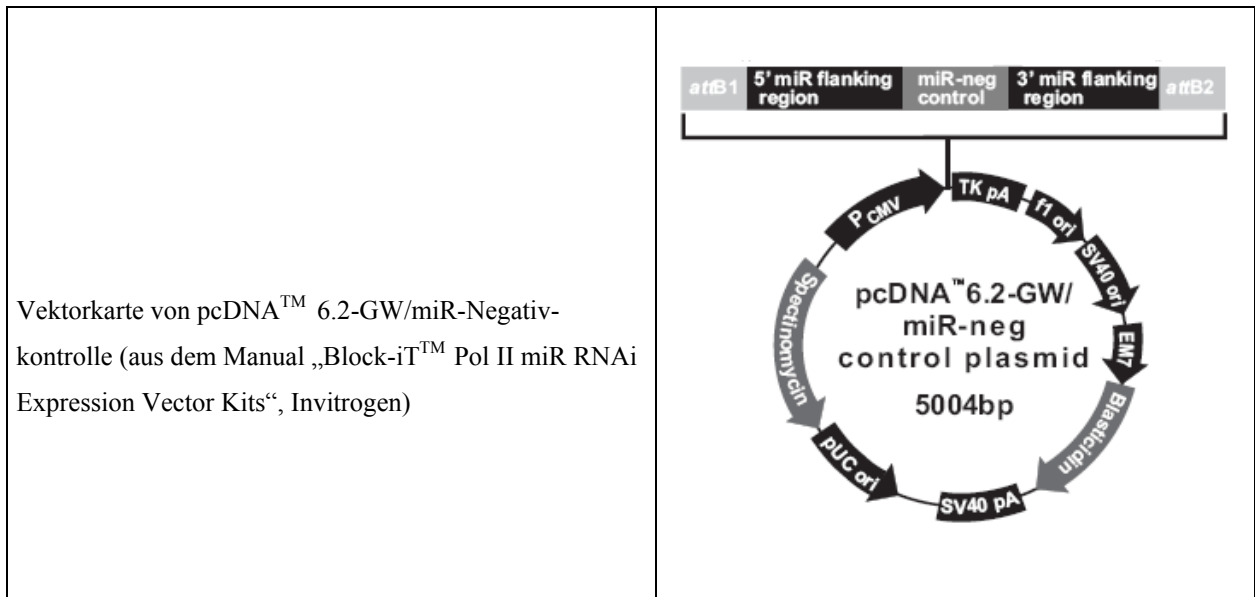 Vektorkarte von pcDNA™ 6.2-GW/miR-Negativ-
kontrolle (aus dem Manual „Block-iT™ Pol II miR RNAi
Expression Vector Kits“, Invitrogen)
attB1
5' miR flanking
region
miR-neg
control
3' miR flanking
region
attB2
PCMV
TK pA
f1 ori
SV40 ori
EM7
Blasticidin
SV40 pA
pUC ori
Spectinomycin
pcDNA™6.2-GW/
miR-neg
control plasmid
5004bp